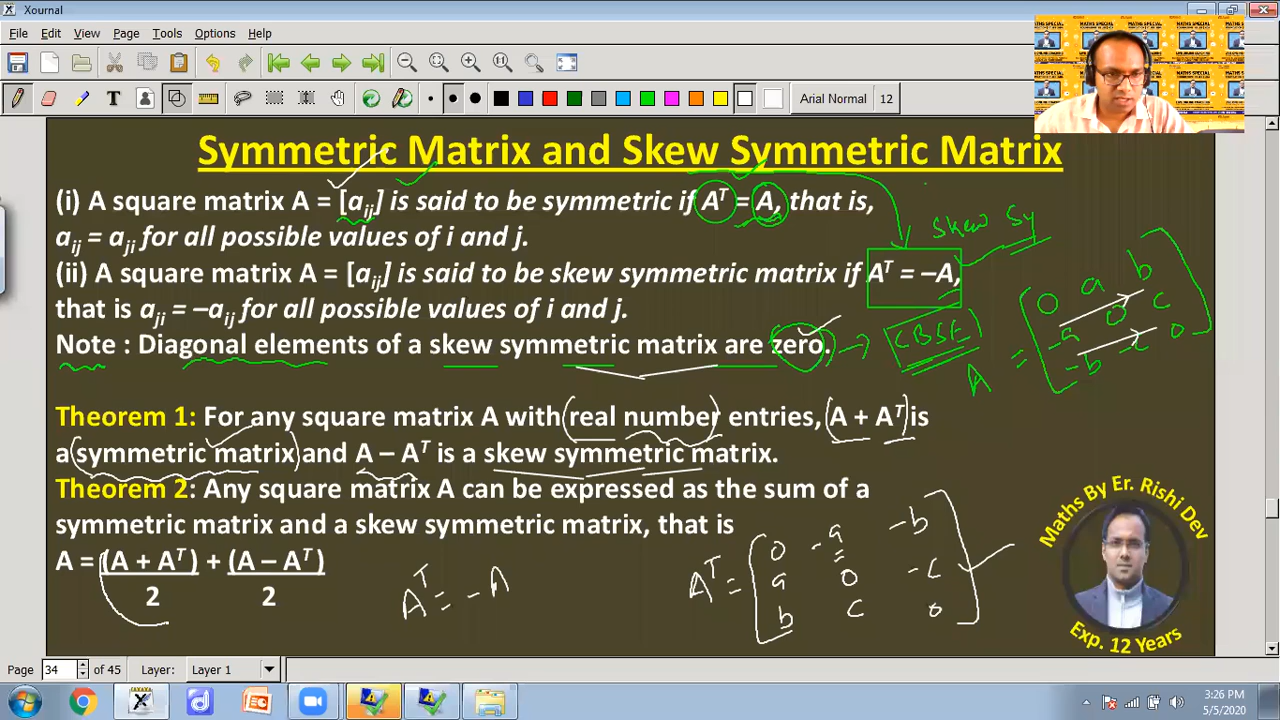 Xournal
File Edit View Page Tools Options Help
Arial Normal 12
Symmetric Matrix and Skew Symmetric Matrix
(i) A square matrix A = [aij] is said to be symmetric if Aᵀ = A, that is,
aij = aji for all possible values of i and j.
Skew Sy
(ii) A square matrix A = [aij] is said to be skew symmetric matrix if Aᵀ = –A,
that is aji = –aij for all possible values of i and j.
Note : Diagonal elements of a skew symmetric matrix are zero. → CBSE
A = [0 a b
-a 0 c
-b -c 0]
Theorem 1: For any square matrix A with real number entries, A + Aᵀ is
a symmetric matrix and A – Aᵀ is a skew symmetric matrix.
Theorem 2: Any square matrix A can be expressed as the sum of a
symmetric matrix and a skew symmetric matrix, that is
A = (A + Aᵀ) + (A – Aᵀ)
2 2
Aᵀ = -A
Aᵀ = [0 -a -b
a 0 -c
b c 0]
Maths By Er. Rishi Dev
Exp. 12 Years
Page 34 of 45 Layer: Layer 1
3:26 PM
5/5/2020